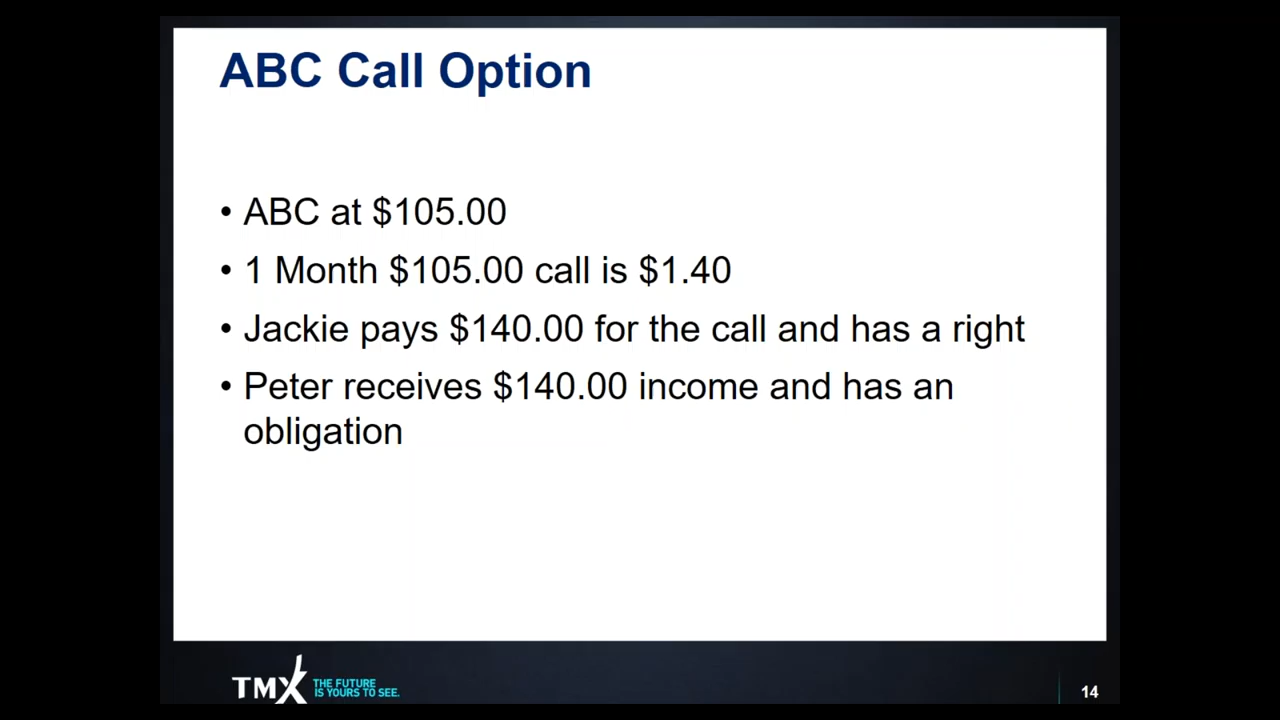 ABC Call Option
• ABC at $105.00
• 1 Month $105.00 call is $1.40
• Jackie pays $140.00 for the call and has a right
• Peter receives $140.00 income and has an
obligation
TMX
THE FUTURE
IS YOURS TO SEE.
14